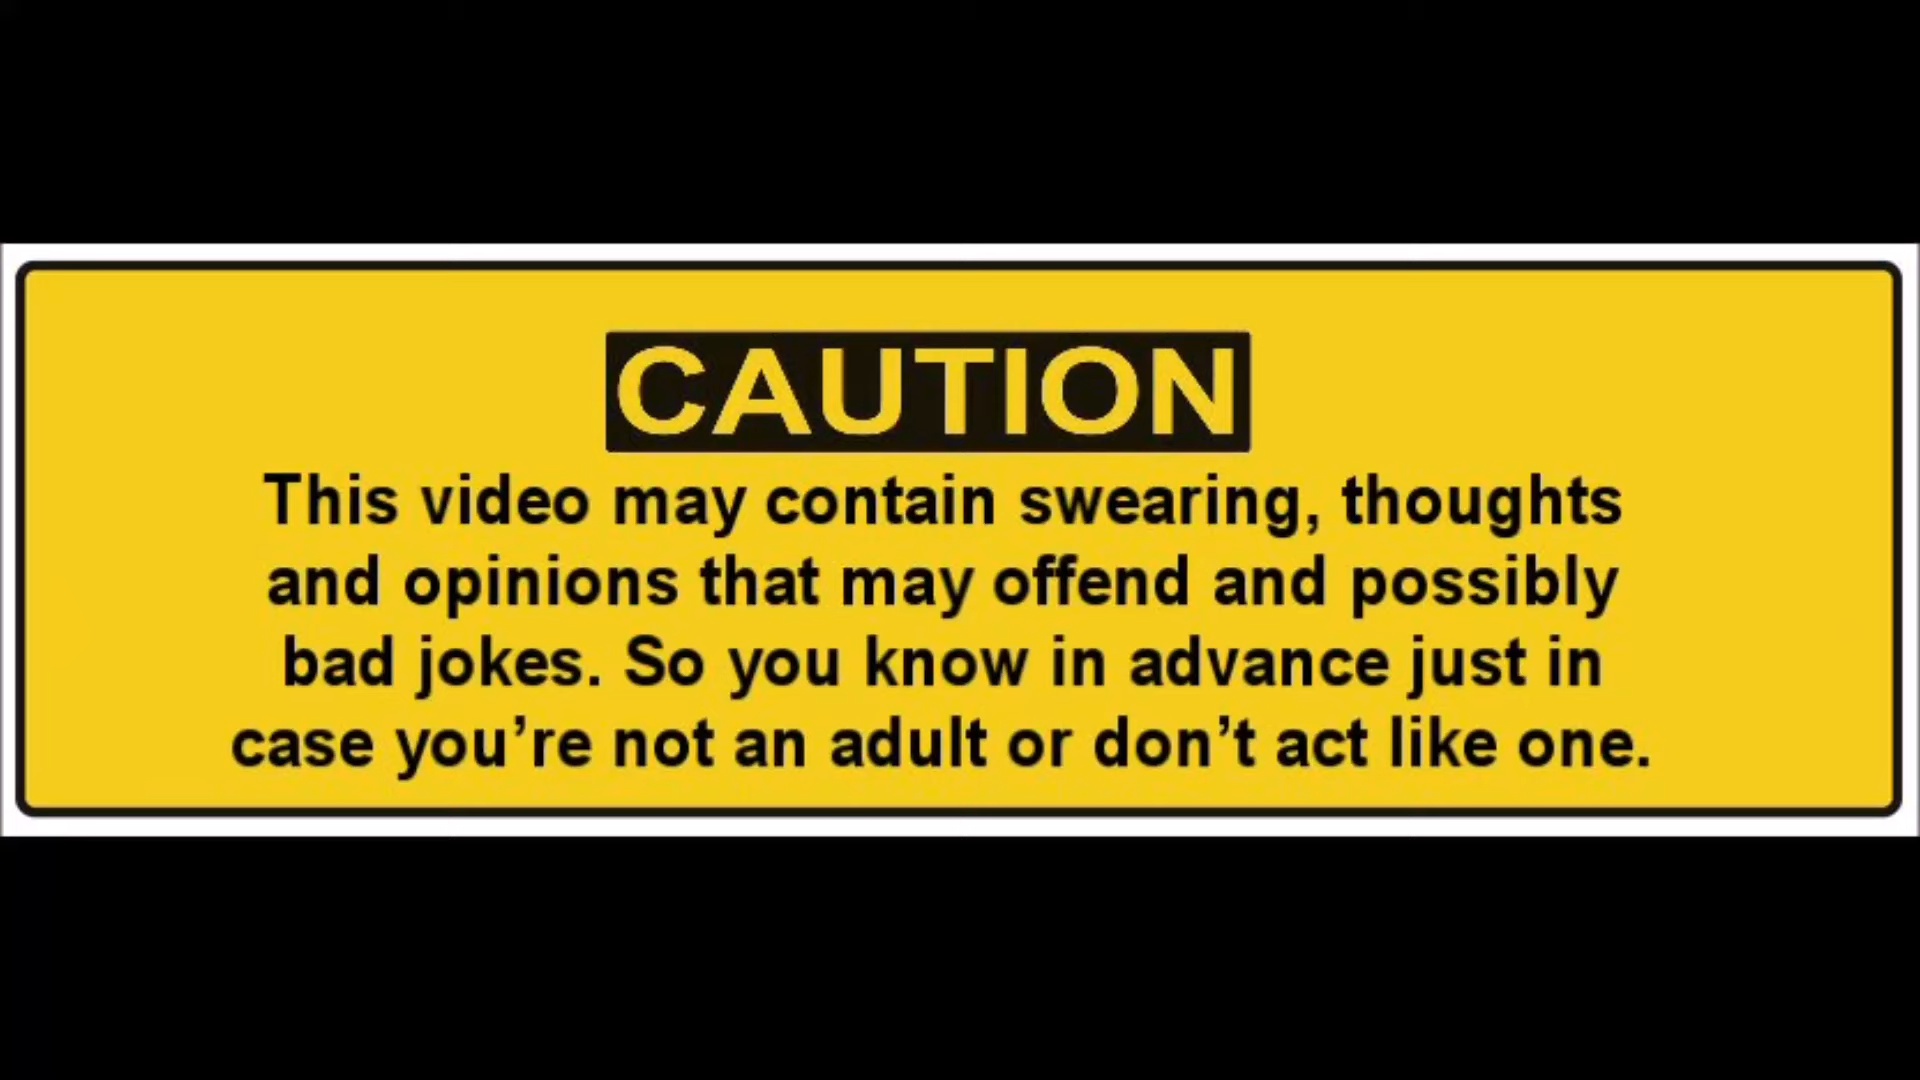 CAUTION
This video may contain swearing, thoughts
and opinions that may offend and possibly
bad jokes. So you know in advance just in
case you’re not an adult or don’t act like one.